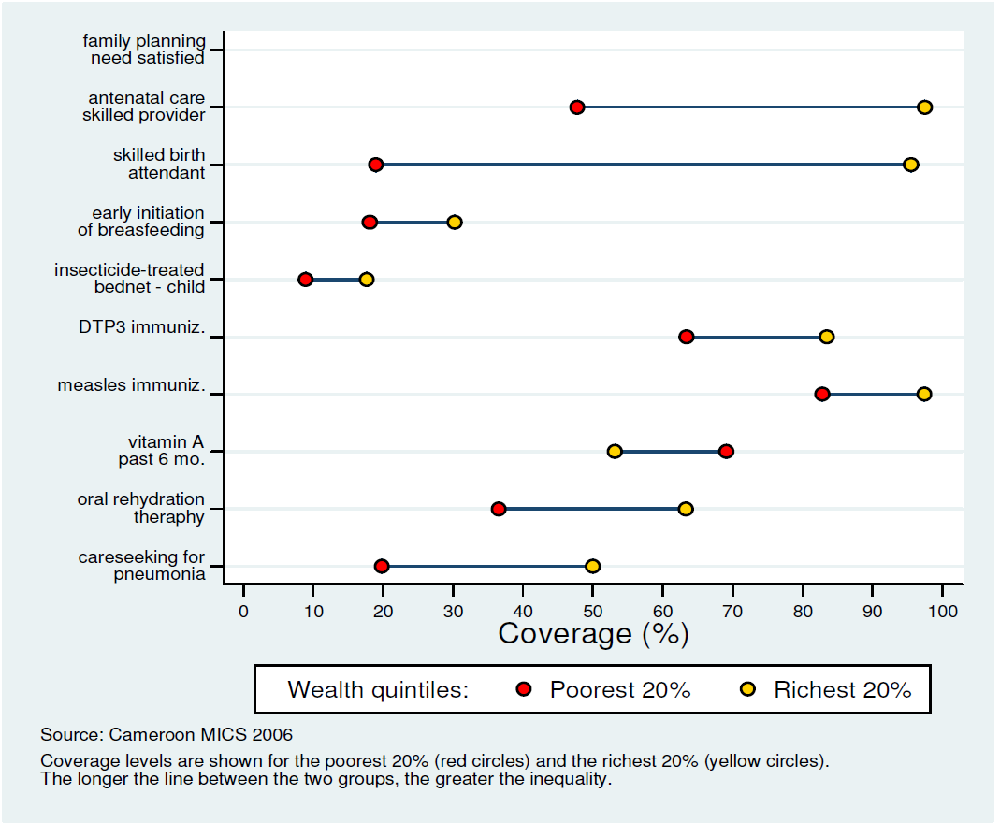 family planning
need satisfied
antenatal care
skilled provider
skilled birth
attendant
early initiation
of breasfeeding
insecticide-treated
bednet - child
DTP3 immuniz.
measles immuniz.
vitamin A
past 6 mo.
oral rehydration
theraphy
careseeking for
pneumonia
0 10 20 30 40 50 60 70 80 90 100
Coverage (%)
Wealth quintiles: Poorest 20% Richest 20%
Source: Cameroon MICS 2006
Coverage levels are shown for the poorest 20% (red circles) and the richest 20% (yellow circles).
The longer the line between the two groups, the greater the inequality.